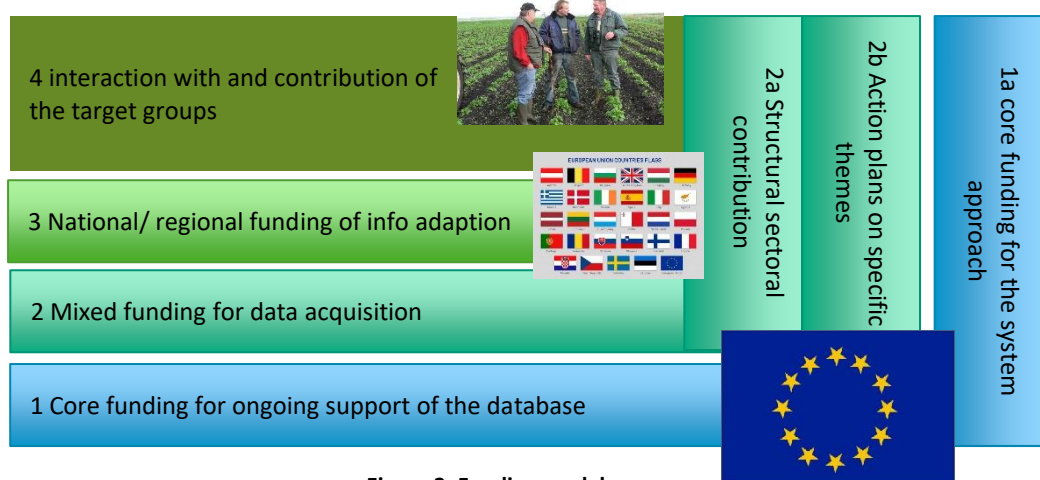 4 interaction with and contribution of
the target groups
EUROPEAN UNION COUNTRIES FLAGS
3 National/ regional funding of info adaption
2 Mixed funding for data acquisition
1 Core funding for ongoing support of the database
2a Structural sectoral
contribution
2b Action plans on specific
themes
1a core funding for the system
approach